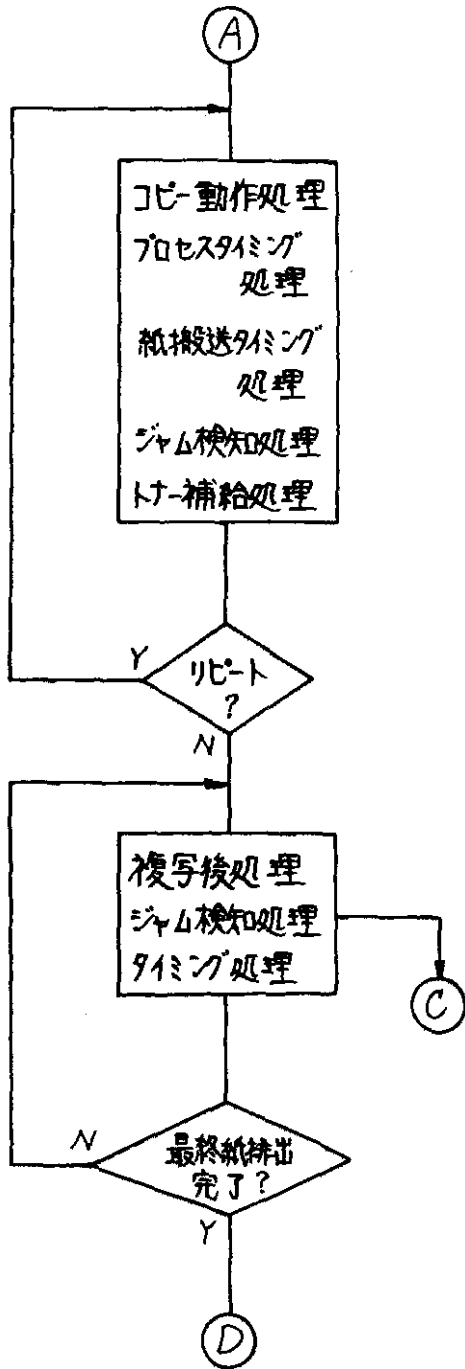 A
コピー動作処理
プロセスタイミング
処理
紙搬送タイミング
処理
ジャム検知処理
トナー補給処理
Y
リピート
?
N
複写後処理
ジャム検知処理
タイミング処理
C
N
最終紙排出
完了?
Y
D